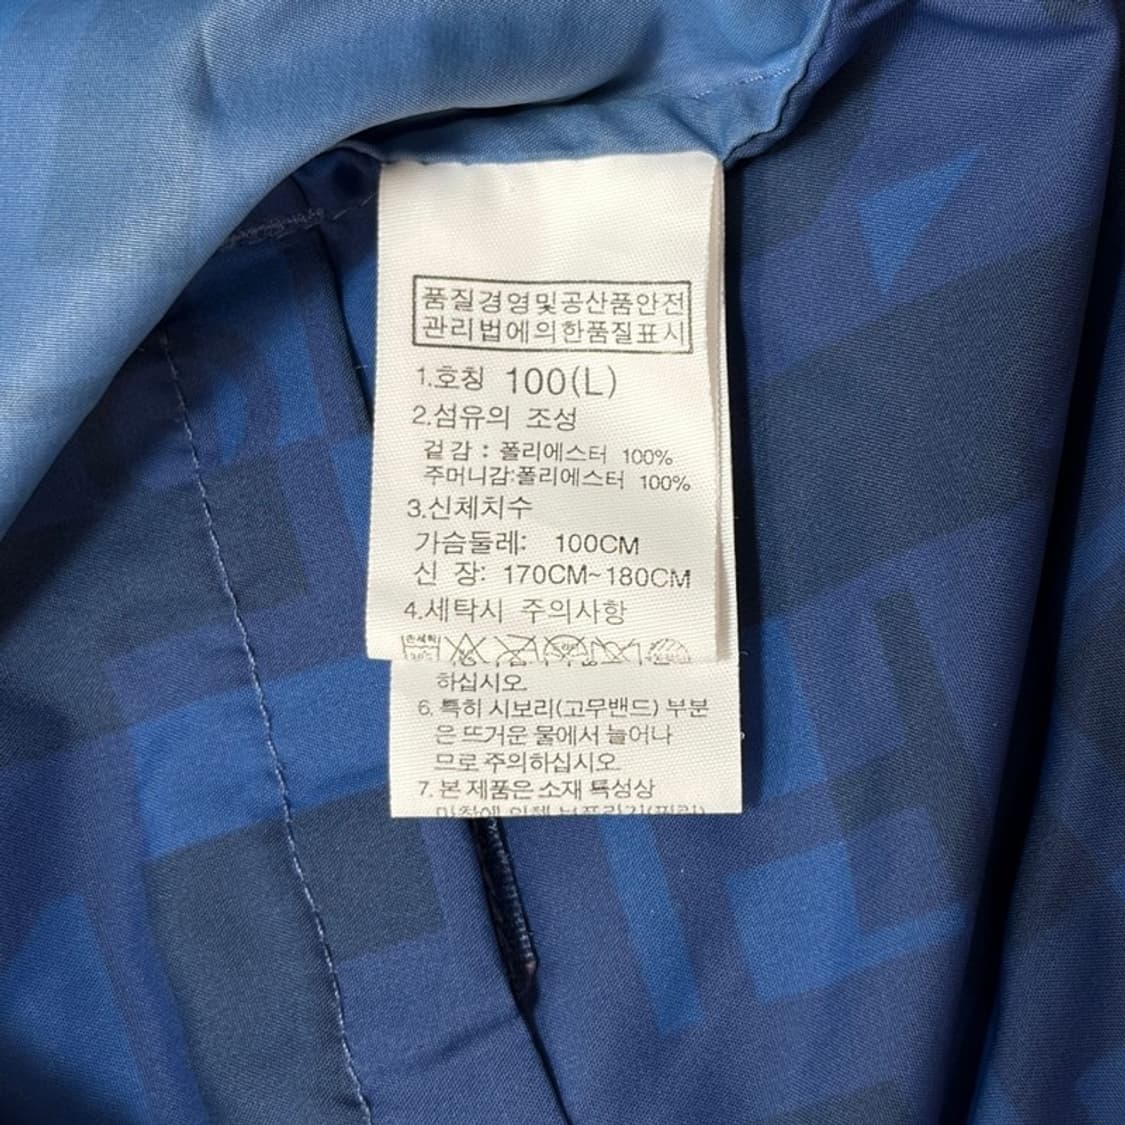 품질경영및공산품안전
관리법에의한품질표시
1.호칭 100(L)
2.섬유의 조성
겉감 : 폴리에스터 100%
주머니감:폴리에스터 100%
3.신체치수
가슴둘레: 100CM
신 장: 170CM~180CM
4.세탁시 주의사항
손세탁
하십시오.
6. 특히 시보리(고무밴드) 부분
은 뜨거운 물에서 늘어나
므로 주의하십시오.
7. 본 제품은 소재 특성상